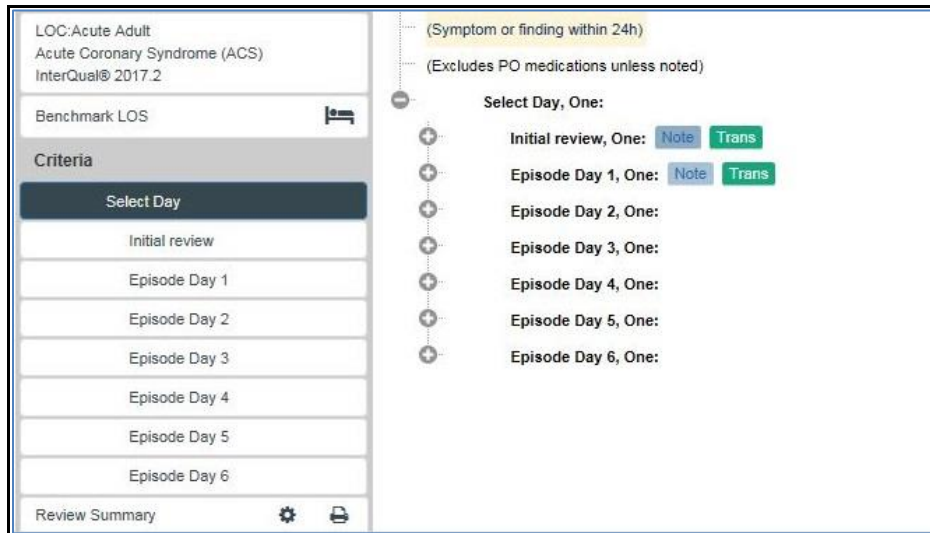 LOC:Acute Adult
Acute Coronary Syndrome (ACS)
InterQual® 2017.2
Benchmark LOS
Criteria
Select Day
Initial review
Episode Day 1
Episode Day 2
Episode Day 3
Episode Day 4
Episode Day 5
Episode Day 6
Review Summary
(Symptom or finding within 24h)
(Excludes PO medications unless noted)
Select Day, One:
Initial review, One: Note Trans
Episode Day 1, One: Note Trans
Episode Day 2, One:
Episode Day 3, One:
Episode Day 4, One:
Episode Day 5, One:
Episode Day 6, One: